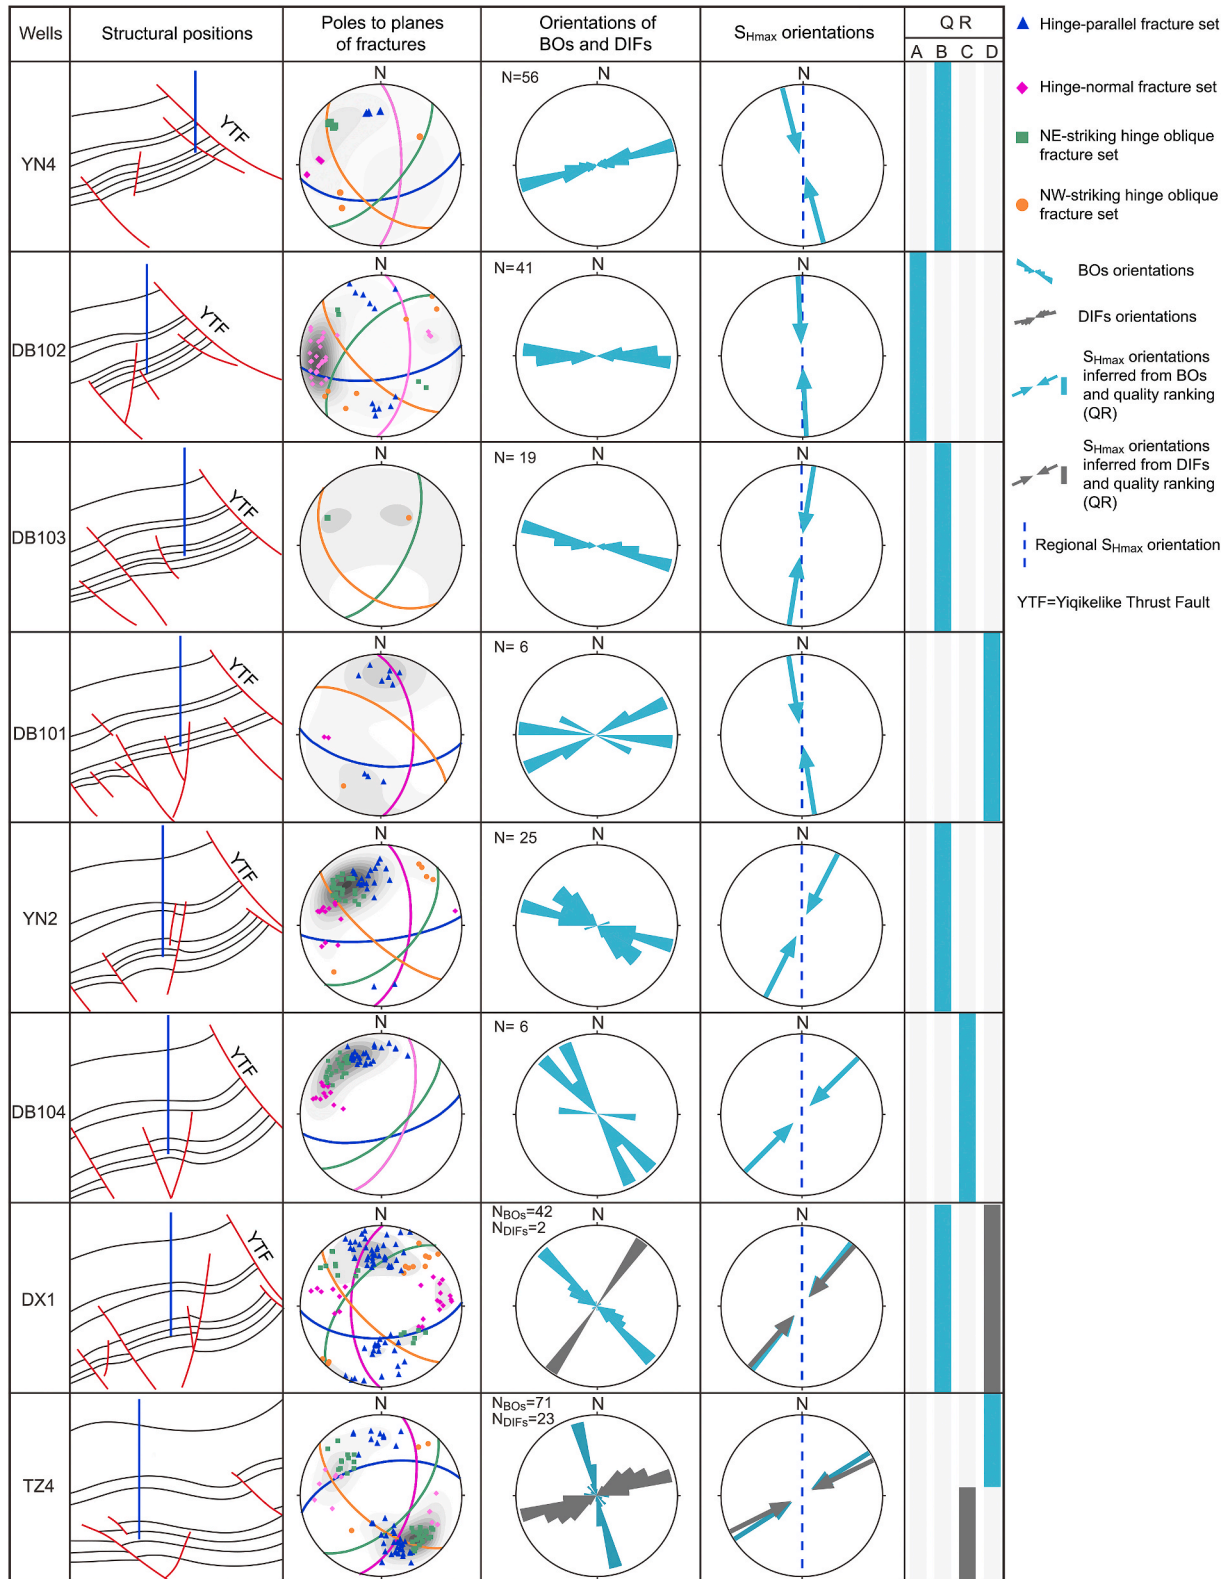 Wells
Structural positions
Poles to planes
of fractures
Orientations of
BOs and DIFs
SHmax orientations
Q R
A B C D
YN4
YTF
N
N=56
N
N
DB102
YTF
N
N=41
N
N
DB103
YTF
N
N= 19
N
N
DB101
YTF
N
N= 6
N
N
YN2
YTF
N
N= 25
N
N
DB104
YTF
N
N= 6
N
N
DX1
YTF
N
NBOs=42
NDIFs=2
N
N
TZ4
N
NBOs=71
NDIFs=23
N
N
Hinge-parallel fracture set
Hinge-normal fracture set
NE-striking hinge oblique
fracture set
NW-striking hinge oblique
fracture set
BOs orientations
DIFs orientations
SHmax orientations
inferred from BOs
and quality ranking
(QR)
SHmax orientations
inferred from DIFs
and quality ranking
(QR)
Regional SHmax orientation
YTF=Yiqikelike Thrust Fault